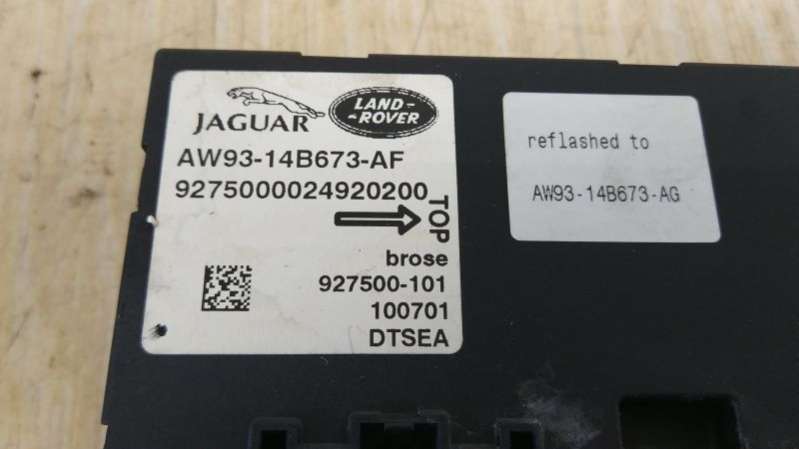 JAGUAR
LAND-
-ROVER
AW93-14B673-AF
9275000024920200
TOP
brose
927500-101
100701
DTSEA
reflashed to
AW93-14B673-AG